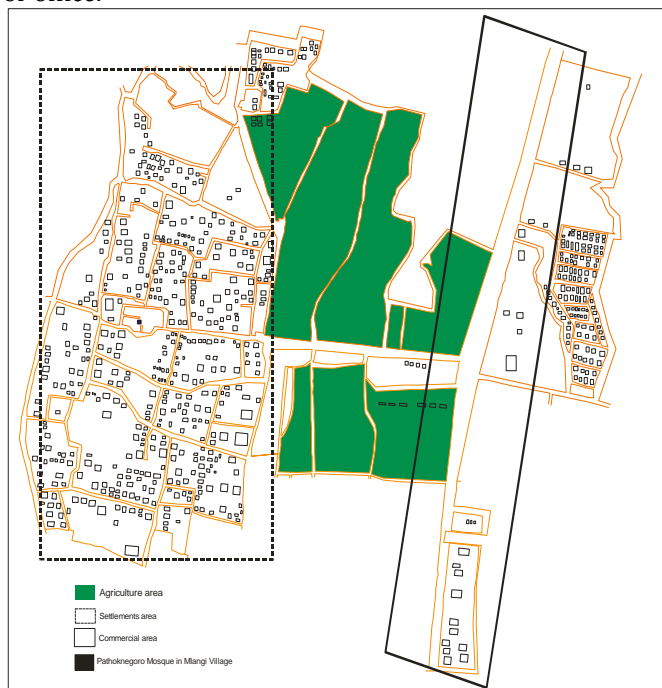 Agriculture area
Settlements area
Commercial area
Pathoknegoro Mosque in Mlangi Village